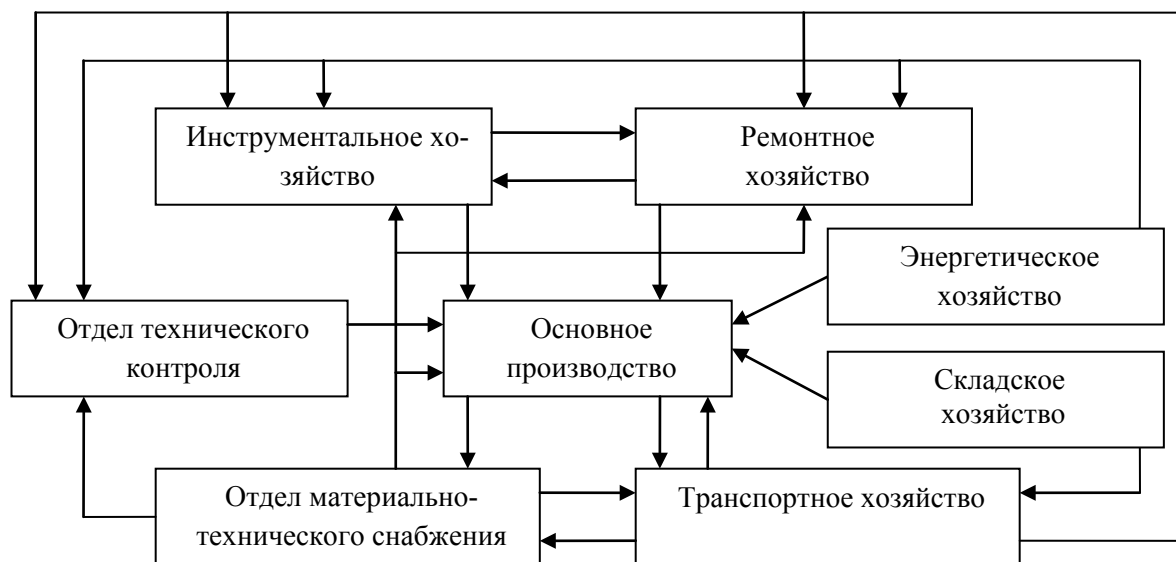 Инструментальное хо-
зяйство
Ремонтное
хозяйство
Энергетическое
хозяйство
Отдел технического
контроля
Основное
производство
Складское
хозяйство
Отдел материально-
технического снабжения
Транспортное хозяйство